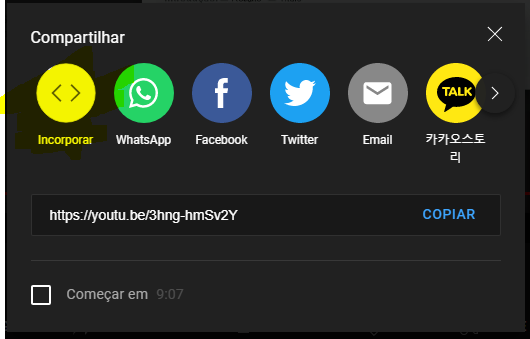 Compartilhar
TALK
Incorporar WhatsApp Facebook Twitter Email 카카오스토
리
https://youtu.be/3hng-hmSv2Y COPIAR
Começar em 9:07